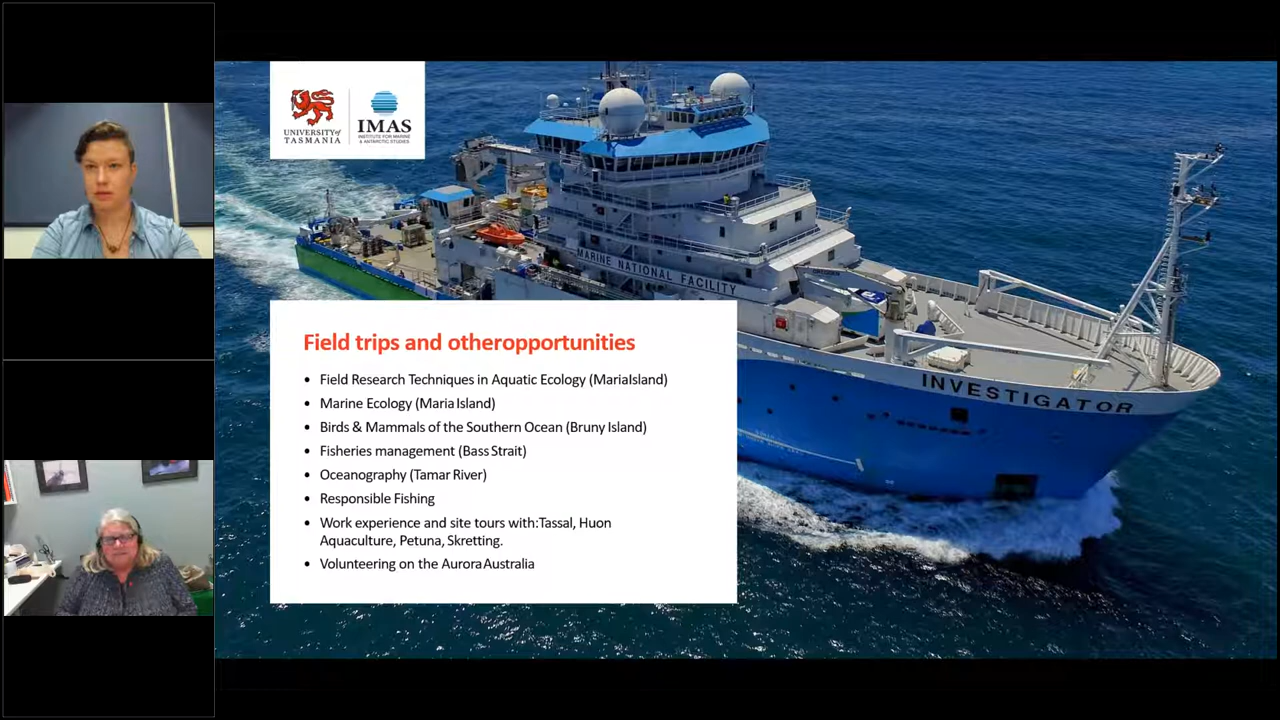 UNIVERSITY of
TASMANIA
IMAS
INSTITUTE FOR MARINE
& ANTARCTIC STUDIES
MARINE NATIONAL FACILITY
INVESTIGATOR
Field trips and otheropportunities
• Field Research Techniques in Aquatic Ecology (MariaIsland)
• Marine Ecology (Maria Island)
• Birds & Mammals of the Southern Ocean (Bruny Island)
• Fisheries management (Bass Strait)
• Oceanography (Tamar River)
• Responsible Fishing
• Work experience and site tours with:Tassal, Huon
Aquaculture, Petuna, Skretting.
• Volunteering on the AuroraAustralia